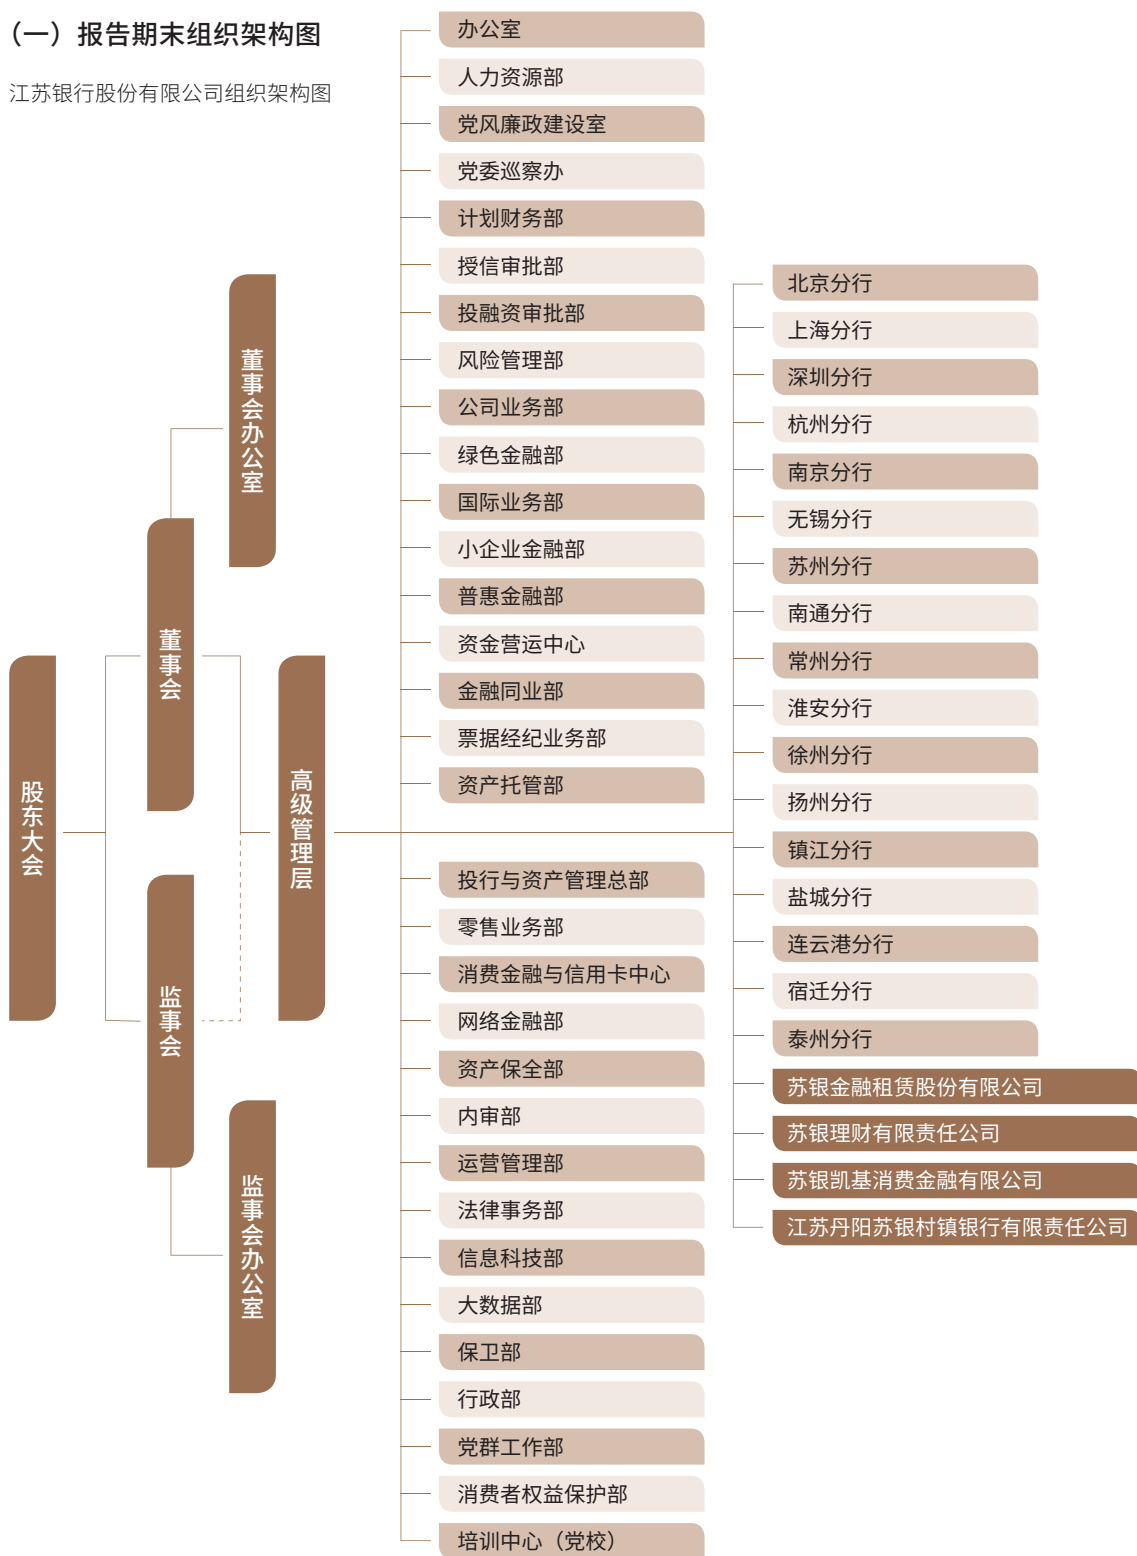 （一）报告期末组织架构图
江苏银行股份有限公司组织架构图
股东大会
董事会
监事会
董事会办公室
监事会办公室
高级管理层
办公室
人力资源部
党风廉政建设室
党委巡察办
计划财务部
授信审批部
投融资审批部
风险管理部
公司业务部
绿色金融部
国际业务部
小企业金融部
普惠金融部
资金营运中心
金融同业部
票据经纪业务部
资产托管部
投行与资产管理总部
零售业务部
消费金融与信用卡中心
网络金融部
资产保全部
内审部
运营管理部
法律事务部
信息科技部
大数据部
保卫部
行政部
党群工作部
消费者权益保护部
培训中心（党校）
北京分行
上海分行
深圳分行
杭州分行
南京分行
无锡分行
苏州分行
南通分行
常州分行
淮安分行
徐州分行
扬州分行
镇江分行
盐城分行
连云港分行
宿迁分行
泰州分行
苏银金融租赁股份有限公司
苏银理财有限责任公司
苏银凯基消费金融有限公司
江苏丹阳苏银村镇银行有限责任公司